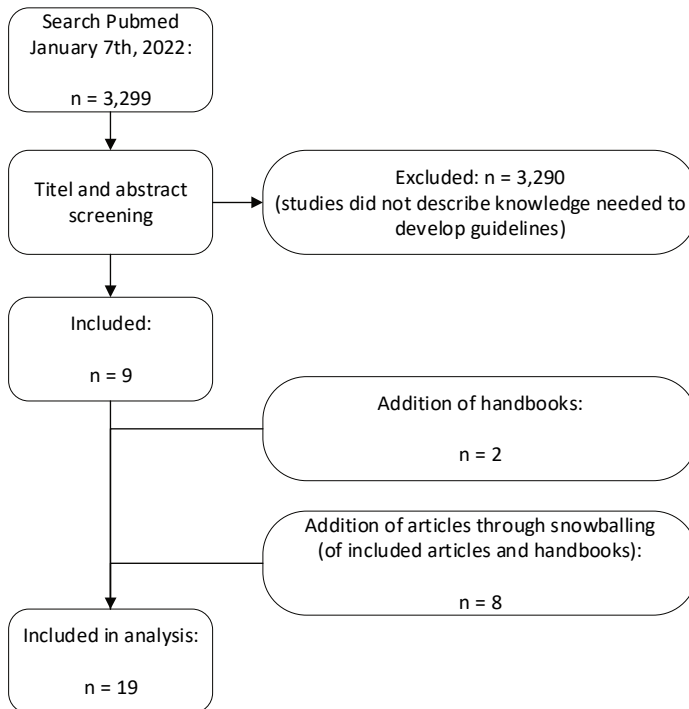 Search Pubmed
January 7th, 2022:
n = 3,299
Titel and abstract
screening
Excluded: n = 3,290
(studies did not describe knowledge needed to
develop guidelines)
Included:
n = 9
Addition of handbooks:
n = 2
Addition of articles through snowballing
(of included articles and handbooks):
n = 8
Included in analysis:
n = 19